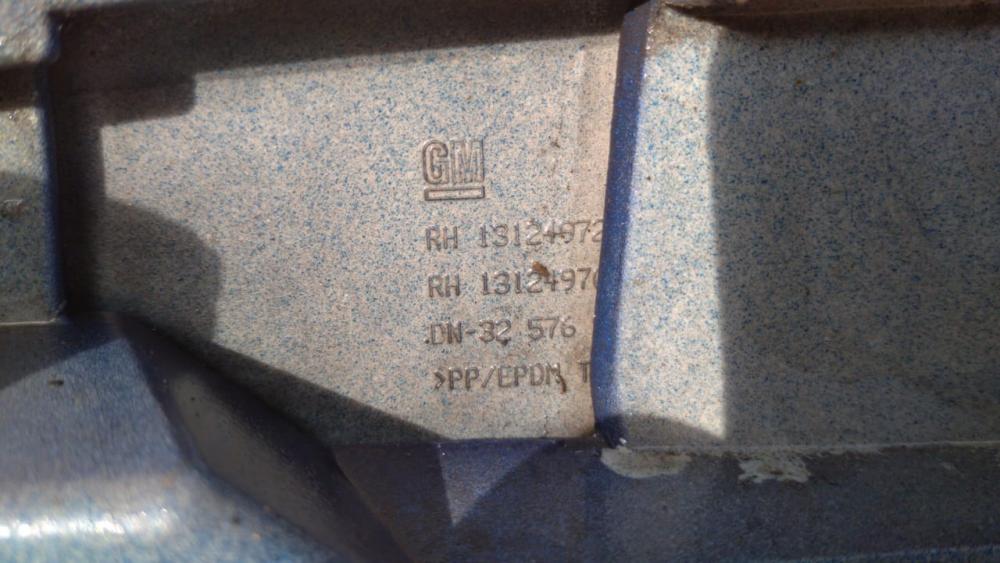 GM
RH 13124972
RH 1312497
.DN-32 576
>PP/EPDM T